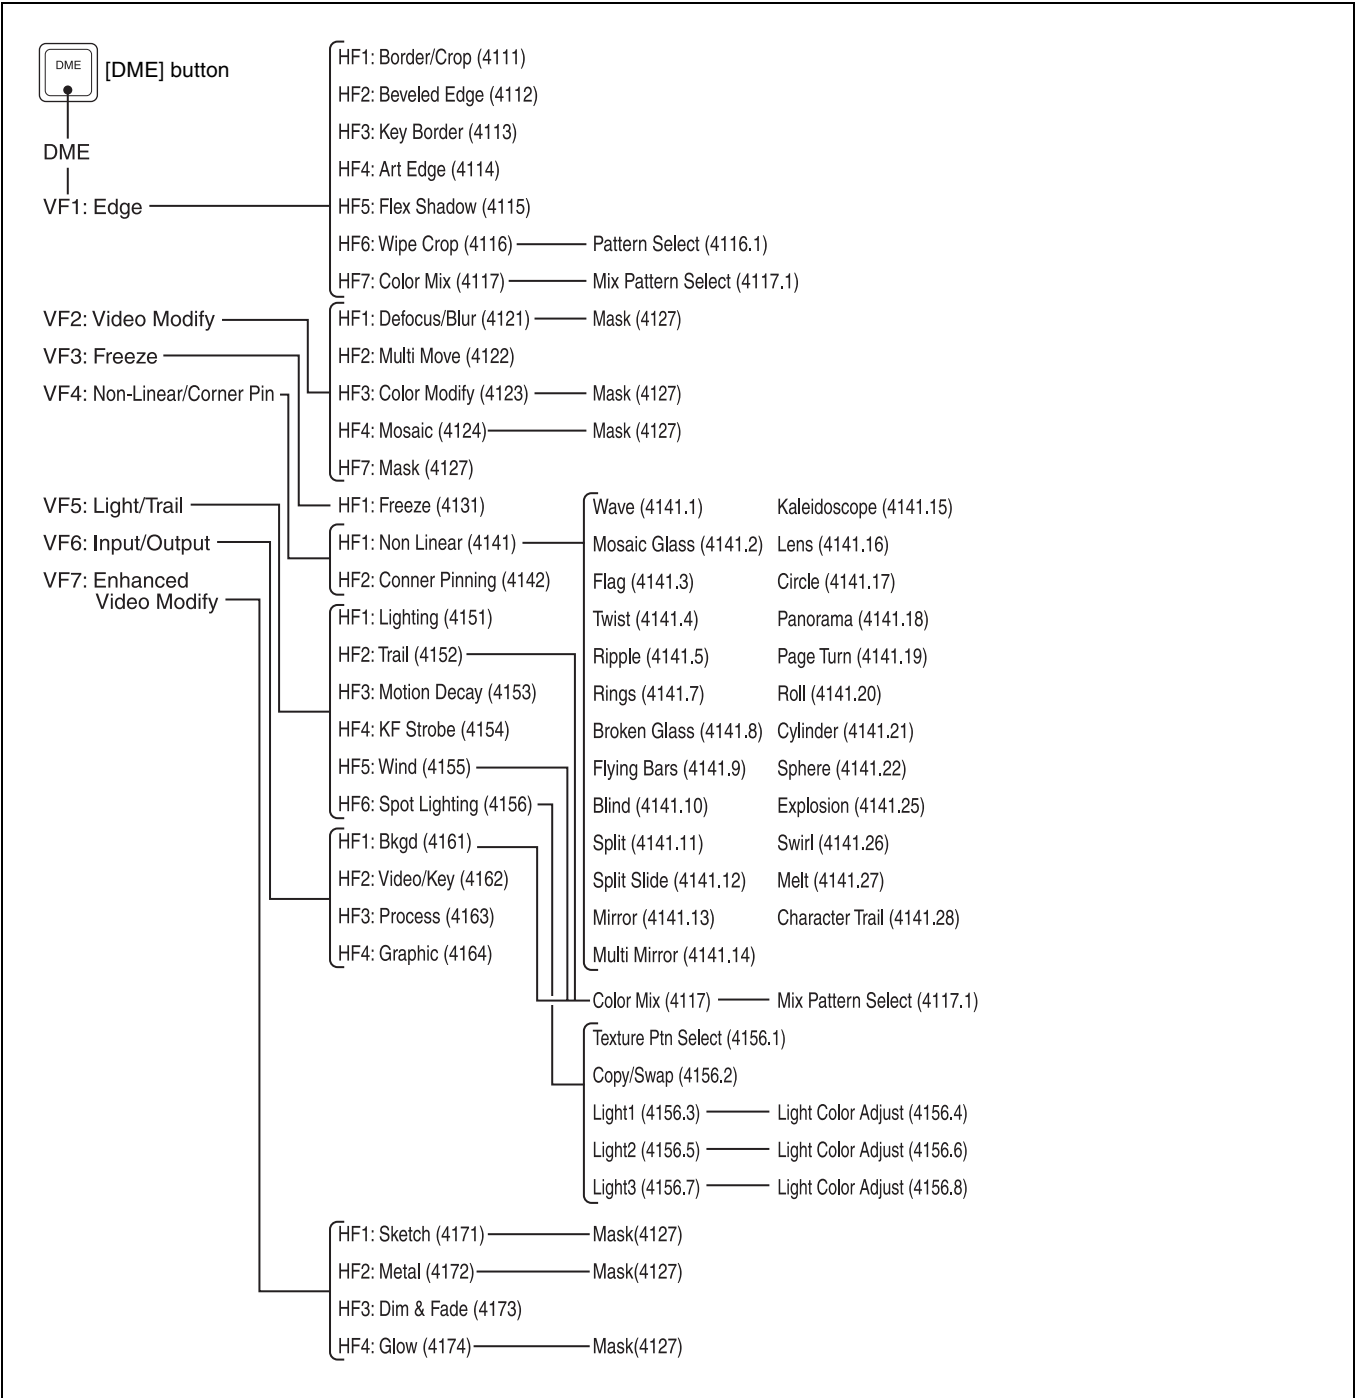 DME
[DME] button
DME
VF1: Edge
HF1: Border/Crop (4111)
HF2: Beveled Edge (4112)
HF3: Key Border (4113)
HF4: Art Edge (4114)
HF5: Flex Shadow (4115)
HF6: Wipe Crop (4116)
Pattern Select (4116.1)
HF7: Color Mix (4117)
Mix Pattern Select (4117.1)
VF2: Video Modify
HF1: Defocus/Blur (4121)
Mask (4127)
HF2: Multi Move (4122)
HF3: Color Modify (4123)
Mask (4127)
HF4: Mosaic (4124)
Mask (4127)
HF7: Mask (4127)
VF3: Freeze
HF1: Freeze (4131)
VF4: Non-Linear/Corner Pin
HF1: Non Linear (4141)
HF2: Conner Pinning (4142)
Wave (4141.1)
Mosaic Glass (4141.2)
Flag (4141.3)
Twist (4141.4)
Ripple (4141.5)
Rings (4141.7)
Broken Glass (4141.8)
Flying Bars (4141.9)
Blind (4141.10)
Split (4141.11)
Split Slide (4141.12)
Mirror (4141.13)
Multi Mirror (4141.14)
Kaleidoscope (4141.15)
Lens (4141.16)
Circle (4141.17)
Panorama (4141.18)
Page Turn (4141.19)
Roll (4141.20)
Cylinder (4141.21)
Sphere (4141.22)
Explosion (4141.25)
Swirl (4141.26)
Melt (4141.27)
Character Trail (4141.28)
VF5: Light/Trail
HF1: Lighting (4151)
HF2: Trail (4152)
HF3: Motion Decay (4153)
HF4: KF Strobe (4154)
HF5: Wind (4155)
HF6: Spot Lighting (4156)
VF6: Input/Output
HF1: Bkgd (4161)
HF2: Video/Key (4162)
HF3: Process (4163)
HF4: Graphic (4164)
Color Mix (4117)
Mix Pattern Select (4117.1)
Texture Ptn Select (4156.1)
Copy/Swap (4156.2)
Light1 (4156.3)
Light Color Adjust (4156.4)
Light2 (4156.5)
Light Color Adjust (4156.6)
Light3 (4156.7)
Light Color Adjust (4156.8)
VF7: Enhanced
Video Modify
HF1: Sketch (4171)
Mask(4127)
HF2: Metal (4172)
Mask(4127)
HF3: Dim & Fade (4173)
HF4: Glow (4174)
Mask(4127)